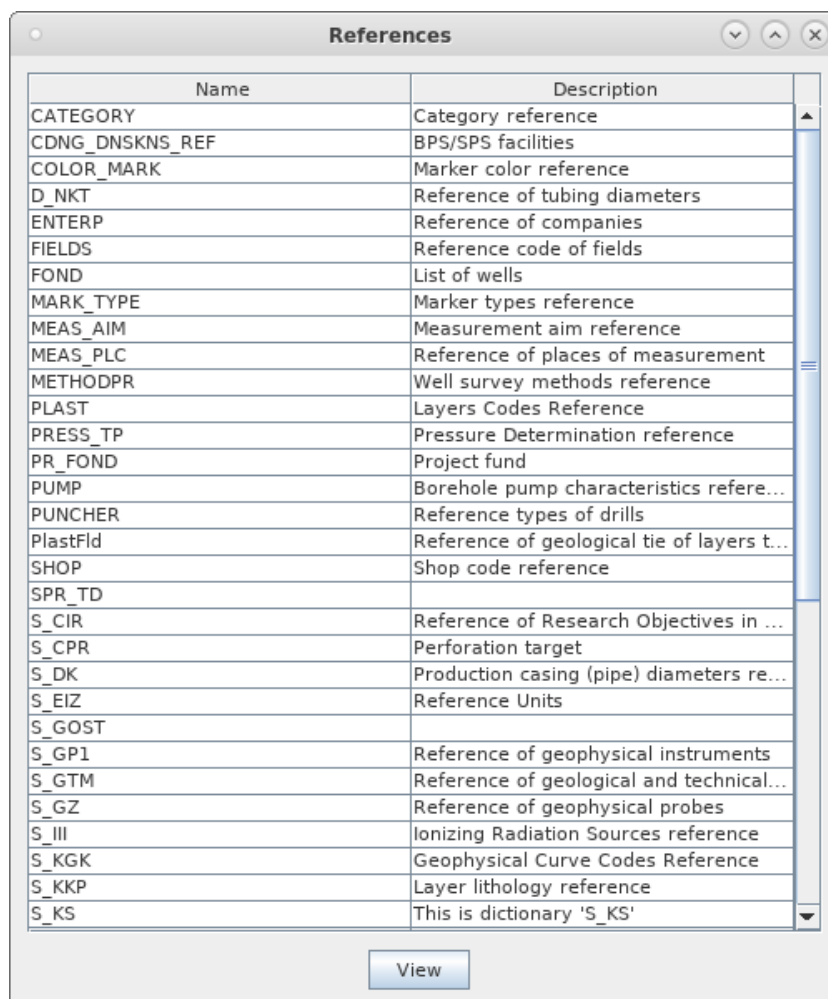 References
Name Description
CATEGORY Category reference
CDNG_DNSKNS_REF BPS/SPS facilities
COLOR_MARK Marker color reference
D_NKT Reference of tubing diameters
ENTERP Reference of companies
FIELDS Reference code of fields
FOND List of wells
MARK_TYPE Marker types reference
MEAS_AIM Measurement aim reference
MEAS_PLC Reference of places of measurement
METHODPR Well survey methods reference
PLAST Layers Codes Reference
PRESS_TP Pressure Determination reference
PR_FOND Project fund
PUMP Borehole pump characteristics refere...
PUNCHER Reference types of drills
PlastFld Reference of geological tie of layers t...
SHOP Shop code reference
SPR_TD
S_CIR Reference of Research Objectives in ...
S_CPR Perforation target
S_DK Production casing (pipe) diameters re...
S_EIZ Reference Units
S_GOST
S_GP1 Reference of geophysical instruments
S_GTM Reference of geological and technical...
S_GZ Reference of geophysical probes
S_III Ionizing Radiation Sources reference
S_KGK Geophysical Curve Codes Reference
S_KKP Layer lithology reference
S_KS This is dictionary 'S_KS'
View